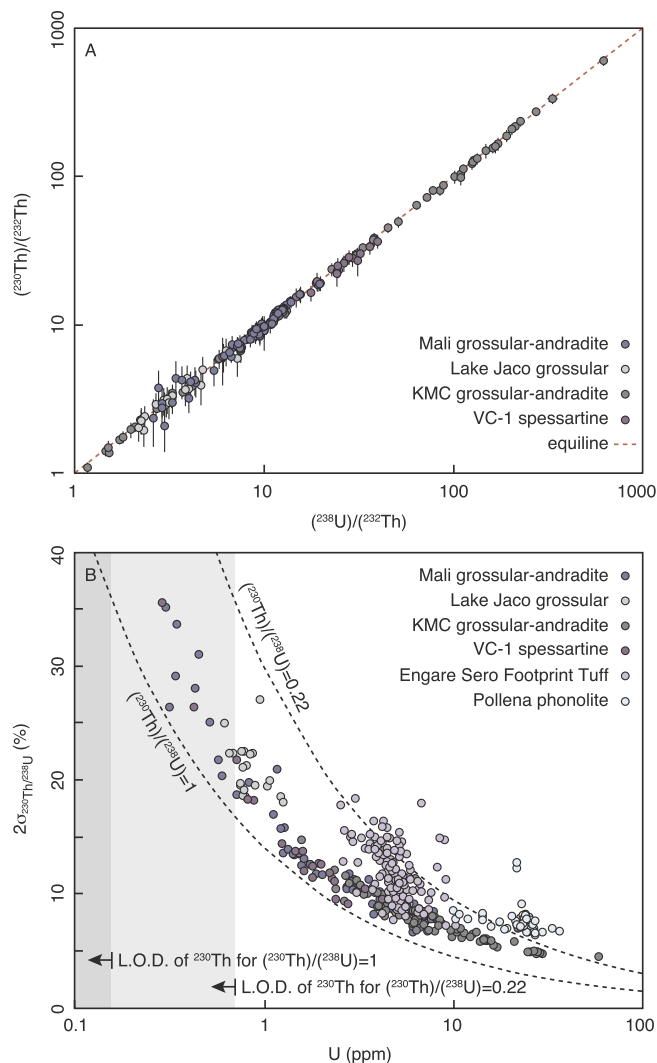 A
1000
100
10
1
(²³⁰Th)/(²³²Th)
Mali grossular-andradite
Lake Jaco grossular
KMC grossular-andradite
VC-1 spessartine
equiline
1
10
100
1000
(²³⁸U)/(²³²Th)
B
40
30
20
10
0
2σ₂₃₀Th/₂₃₈U (%)
Mali grossular-andradite
Lake Jaco grossular
KMC grossular-andradite
VC-1 spessartine
Engare Sero Footprint Tuff
Pollena phonolite
(²³⁰Th)/(²³⁸U)=0.22
(²³⁰Th)/(²³⁸U)=1
L.O.D. of ²³⁰Th for (²³⁰Th)/(²³⁸U)=1
L.O.D. of ²³⁰Th for (²³⁰Th)/(²³⁸U)=0.22
0.1
1
10
100
U (ppm)